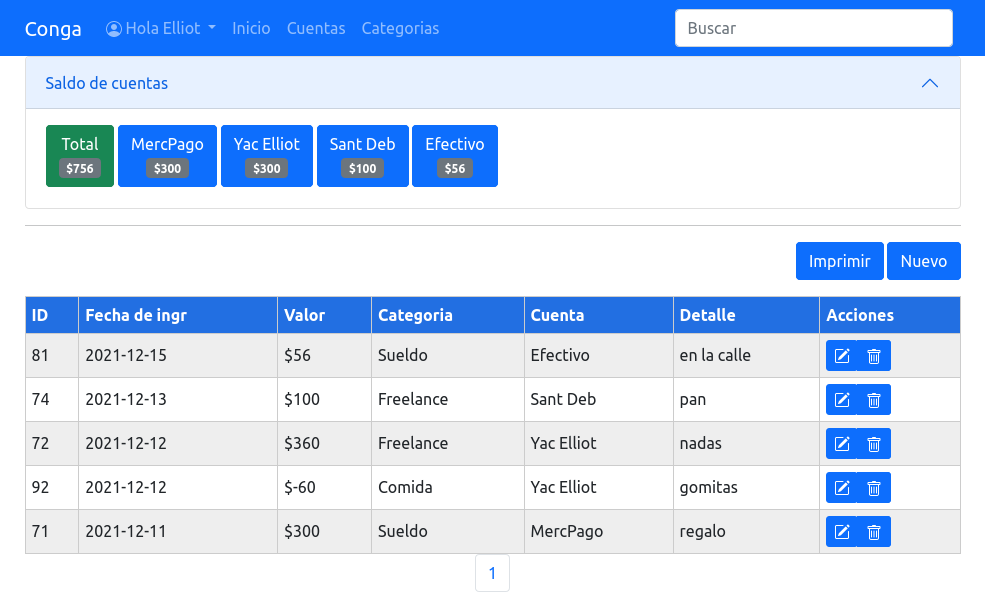 Conga Hola Elliot Inicio Cuentas Categorias Buscar
Saldo de cuentas
Total MercPago Yac Elliot Sant Deb Efectivo
$756 $300 $300 $100 $56
Imprimir Nuevo
ID Fecha de ingr Valor Categoria Cuenta Detalle Acciones
81 2021-12-15 $56 Sueldo Efectivo en la calle
74 2021-12-13 $100 Freelance Sant Deb pan
72 2021-12-12 $360 Freelance Yac Elliot nadas
92 2021-12-12 $-60 Comida Yac Elliot gomitas
71 2021-12-11 $300 Sueldo MercPago regalo
1